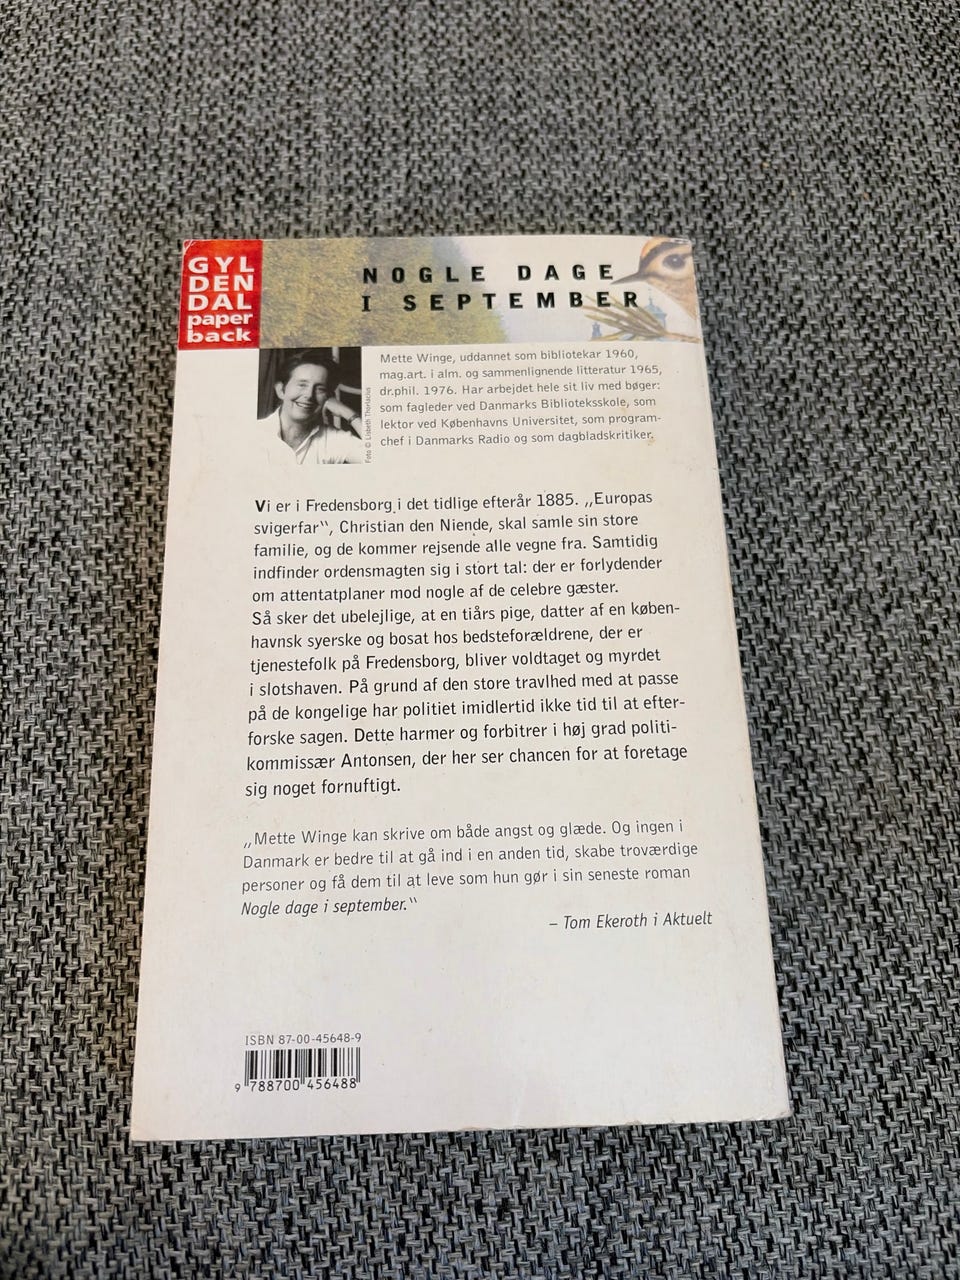 GYL
DEN
DAL
paper
back
NOGLE DAGE
I SEPTEMBER
Mette Winge, uddannet som bibliotekar 1960,
mag.art. i alm. og sammenlignende litteratur 1965,
dr.phil. 1976. Har arbejdet hele sit liv med bøger:
som fagleder ved Danmarks Biblioteksskole, som
lektor ved Københavns Universitet, som program-
chef i Danmarks Radio og som dagbladskritiker.
Foto © Lisbeth Thorlacius
Vi er i Fredensborg i det tidlige efterår 1885. „Europas
svigerfar“, Christian den Niende, skal samle sin store
familie, og de kommer rejsende alle vegne fra. Samtidig
indfinder ordensmagten sig i stort tal: der er forlydender
om attentatplaner mod nogle af de celebre gæster.
Så sker det ubelejlige, at en tiårs pige, datter af en køben-
havnsk syerske og bosat hos bedsteforældrene, der er
tjenestefolk på Fredensborg, bliver voldtaget og myrdet
i slotshaven. På grund af den store travlhed med at passe
på de kongelige har politiet imidlertid ikke tid til at efter-
forske sagen. Dette harmer og forbitrer i høj grad politi-
kommissær Antonsen, der her ser chancen for at foretage
sig noget fornuftigt.
„Mette Winge kan skrive om både angst og glæde. Og ingen i
Danmark er bedre til at gå ind i en anden tid, skabe troværdige
personer og få dem til at leve som hun gør i sin seneste roman
Nogle dage i september.“
– Tom Ekeroth i Aktuelt
ISBN 87-00-45648-9
9 788700 456488